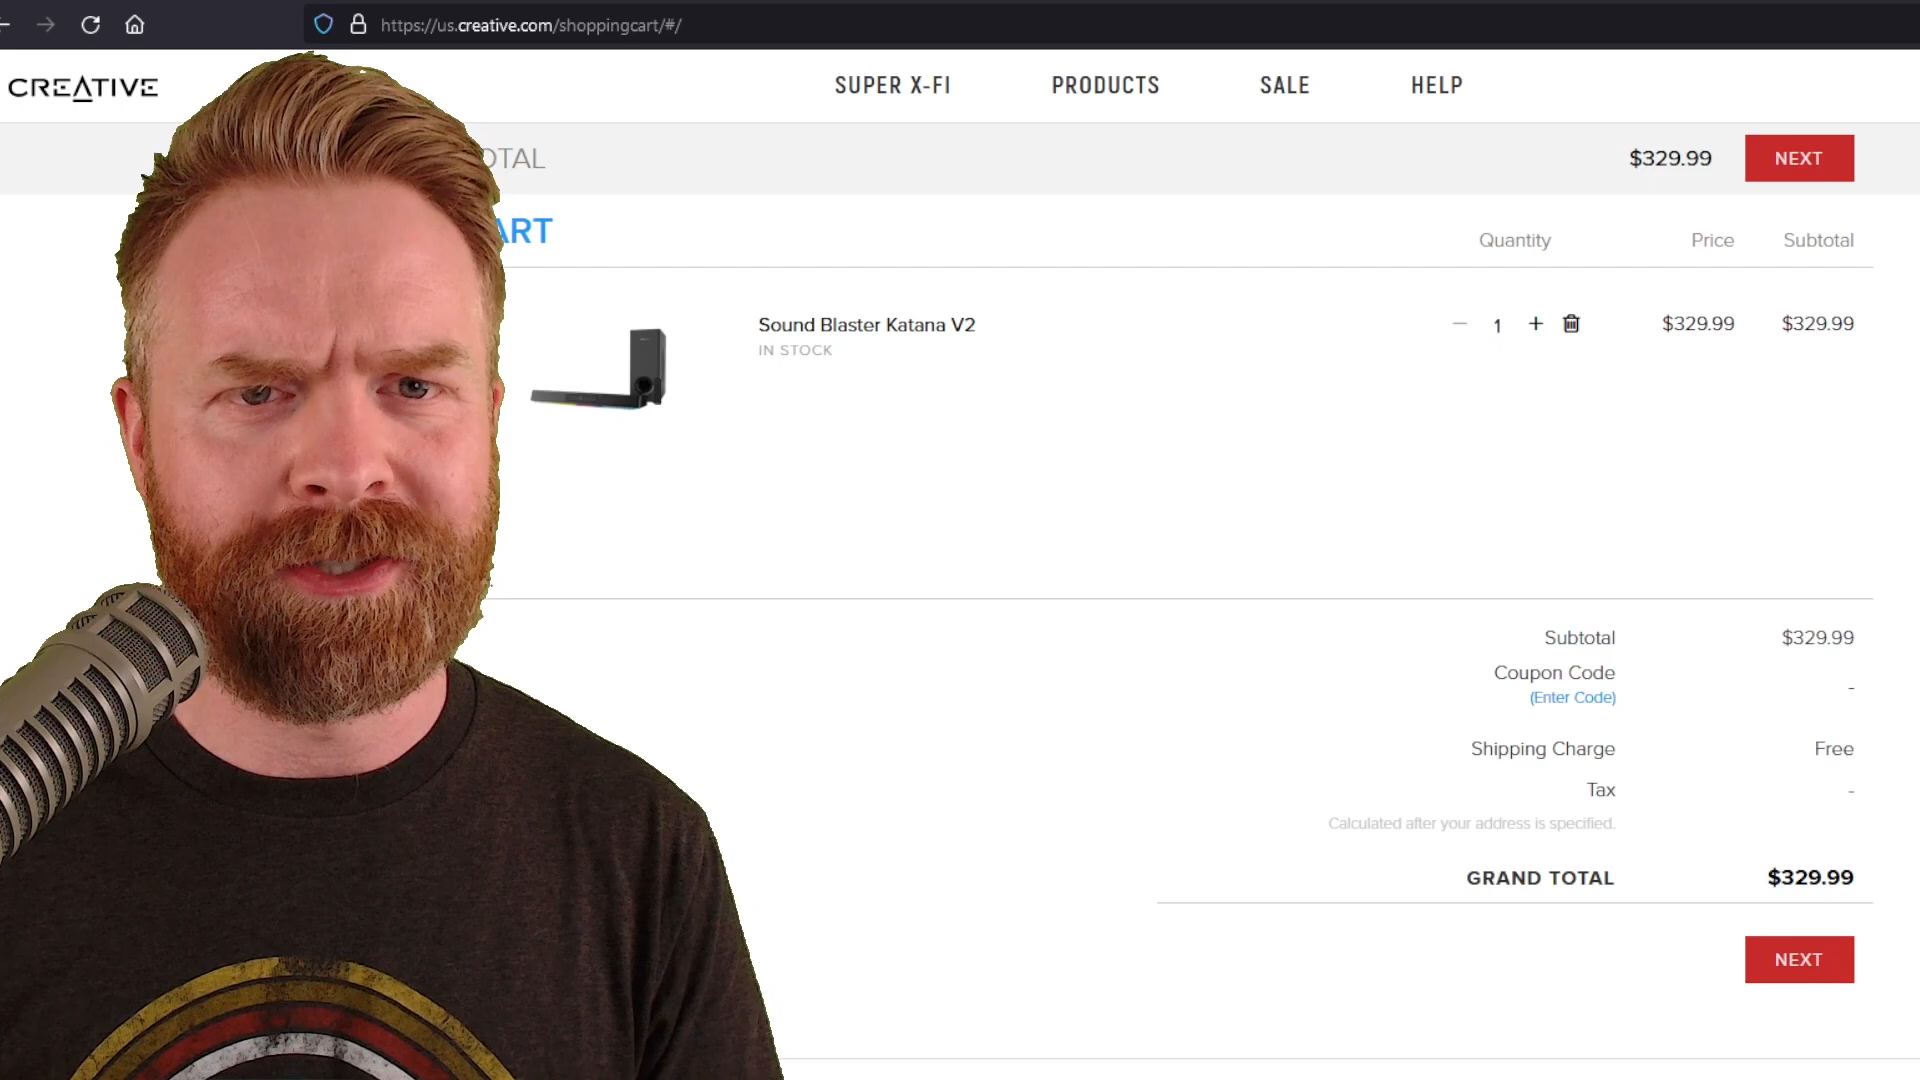 https://us.creative.com/shoppingcart/#/
CREATIVE
SUPER X-FI
PRODUCTS
SALE
HELP
OTAL
$329.99
NEXT
ART
Quantity
Price
Subtotal
Sound Blaster Katana V2
IN STOCK
− 1 +
$329.99
$329.99
Subtotal
$329.99
Coupon Code
(Enter Code)
-
Shipping Charge
Free
Tax
-
Calculated after your address is specified.
GRAND TOTAL
$329.99
NEXT